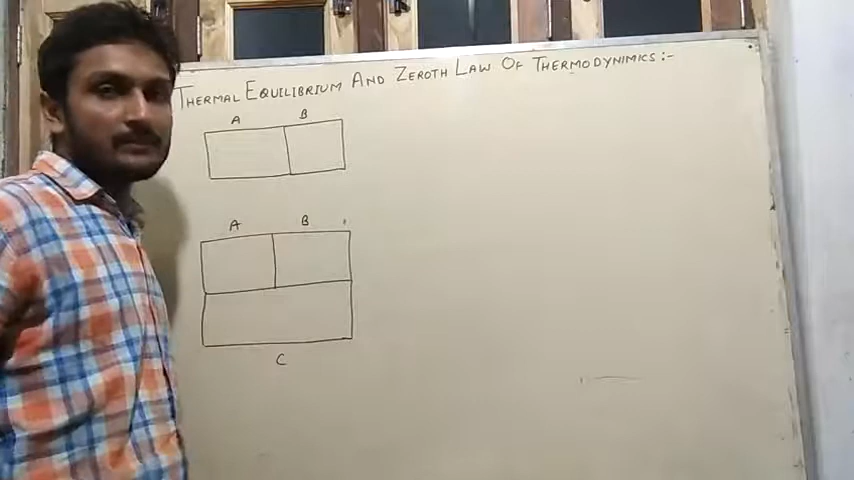 THERMAL EQUILIBRIUM AND ZEROTH LAW OF THERMODYNIMICS :-
A B
A B
C